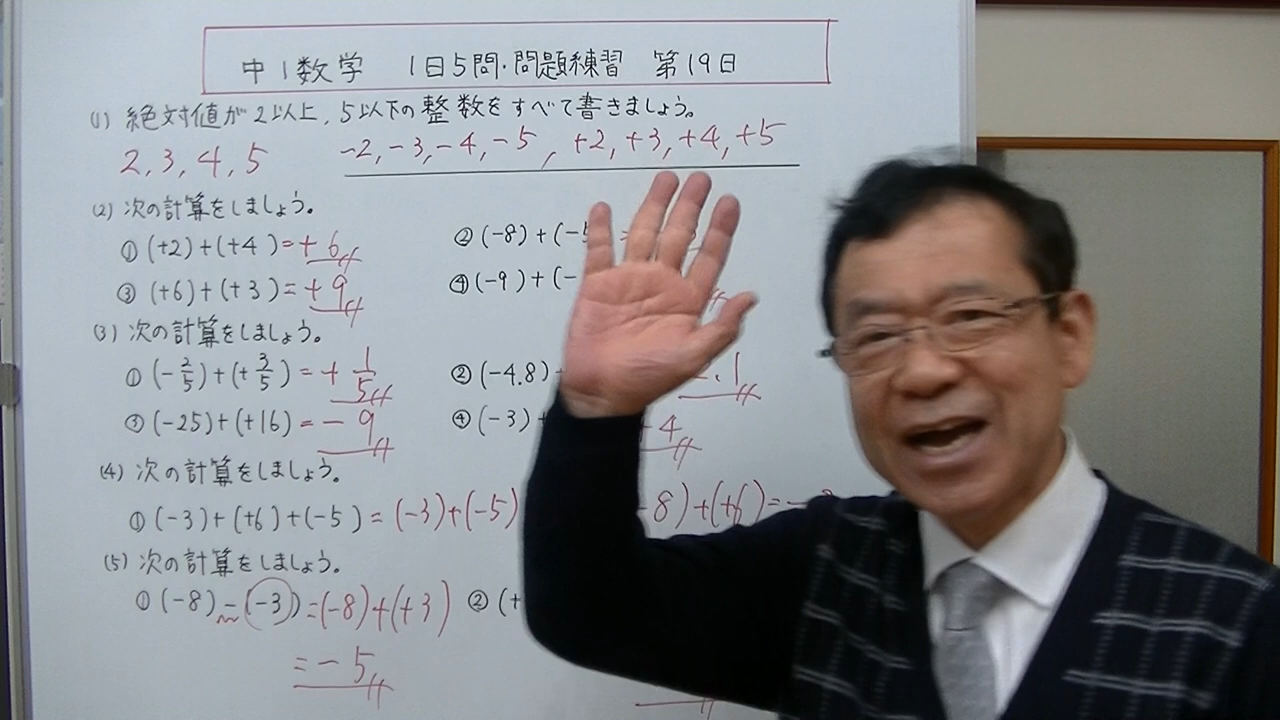 中1数学 1日5問・問題練習 第19日
(1) 絶対値が2以上,5以下の整数をすべて書きましょう。
2,3,4,5 -2,-3,-4,-5,+2,+3,+4,+5
(2) 次の計算をしましょう。
① (+2)+(+4)=+6 ② (-8)+(-5
③ (+6)+(+3)=+9 ④ (-9)+(-
(3) 次の計算をしましょう。
① (-2/5)+(+3/5)=+1/5 ② (-4.8) .1
③ (-25)+(+16)=-9 ④ (-3)+ 4
(4) 次の計算をしましょう。
① (-3)+(+6)+(-5)=(-3)+(-5) -8)+(+6)=-
(5) 次の計算をしましょう。
① (-8)-(-3)=(-8)+(+3) ② (+
=-5